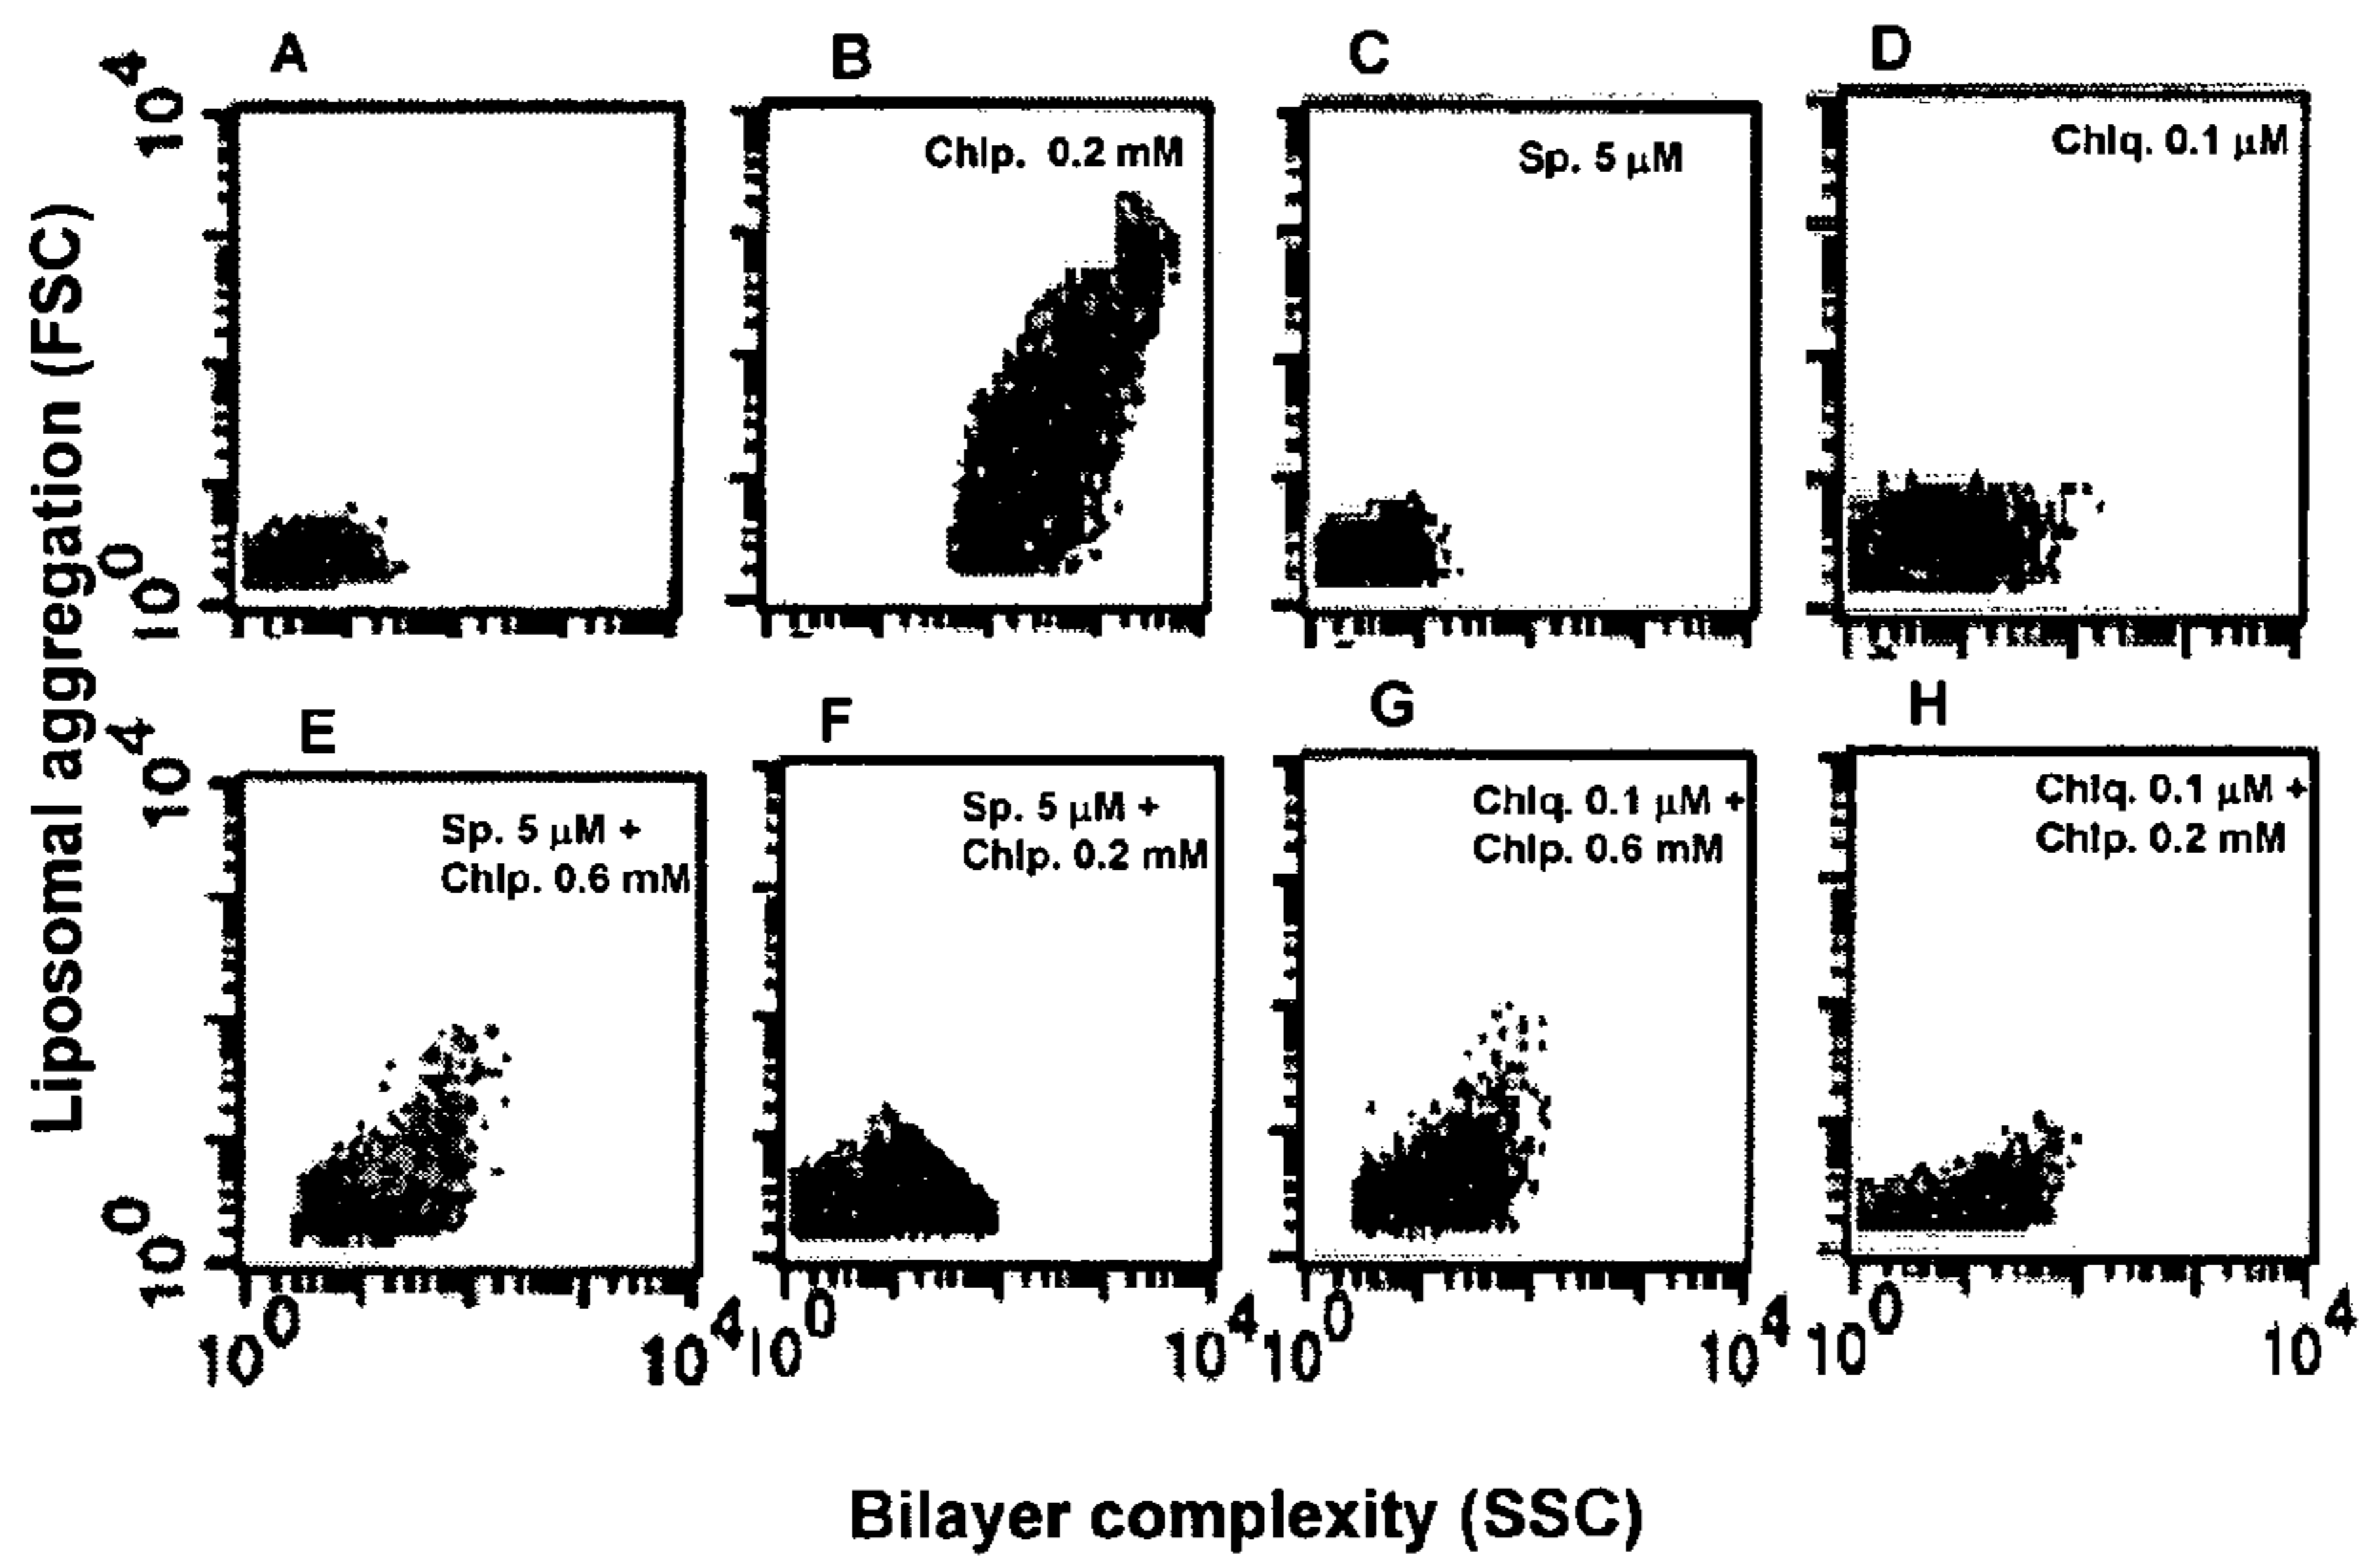 A
B
C
D
Liposomal aggregation (FSC)
10^4
10^0
Chlp. 0.2 mM
Sp. 5 μM
Chlq. 0.1 μM
E
F
G
H
10^4
10^0
Sp. 5 μM +
Chlp. 0.6 mM
Sp. 5 μM +
Chlp. 0.2 mM
Chlq. 0.1 μM +
Chlp. 0.6 mM
Chlq. 0.1 μM +
Chlp. 0.2 mM
10^0
10^4
10^0
10^4
10^0
10^4
10^0
10^4
Bilayer complexity (SSC)